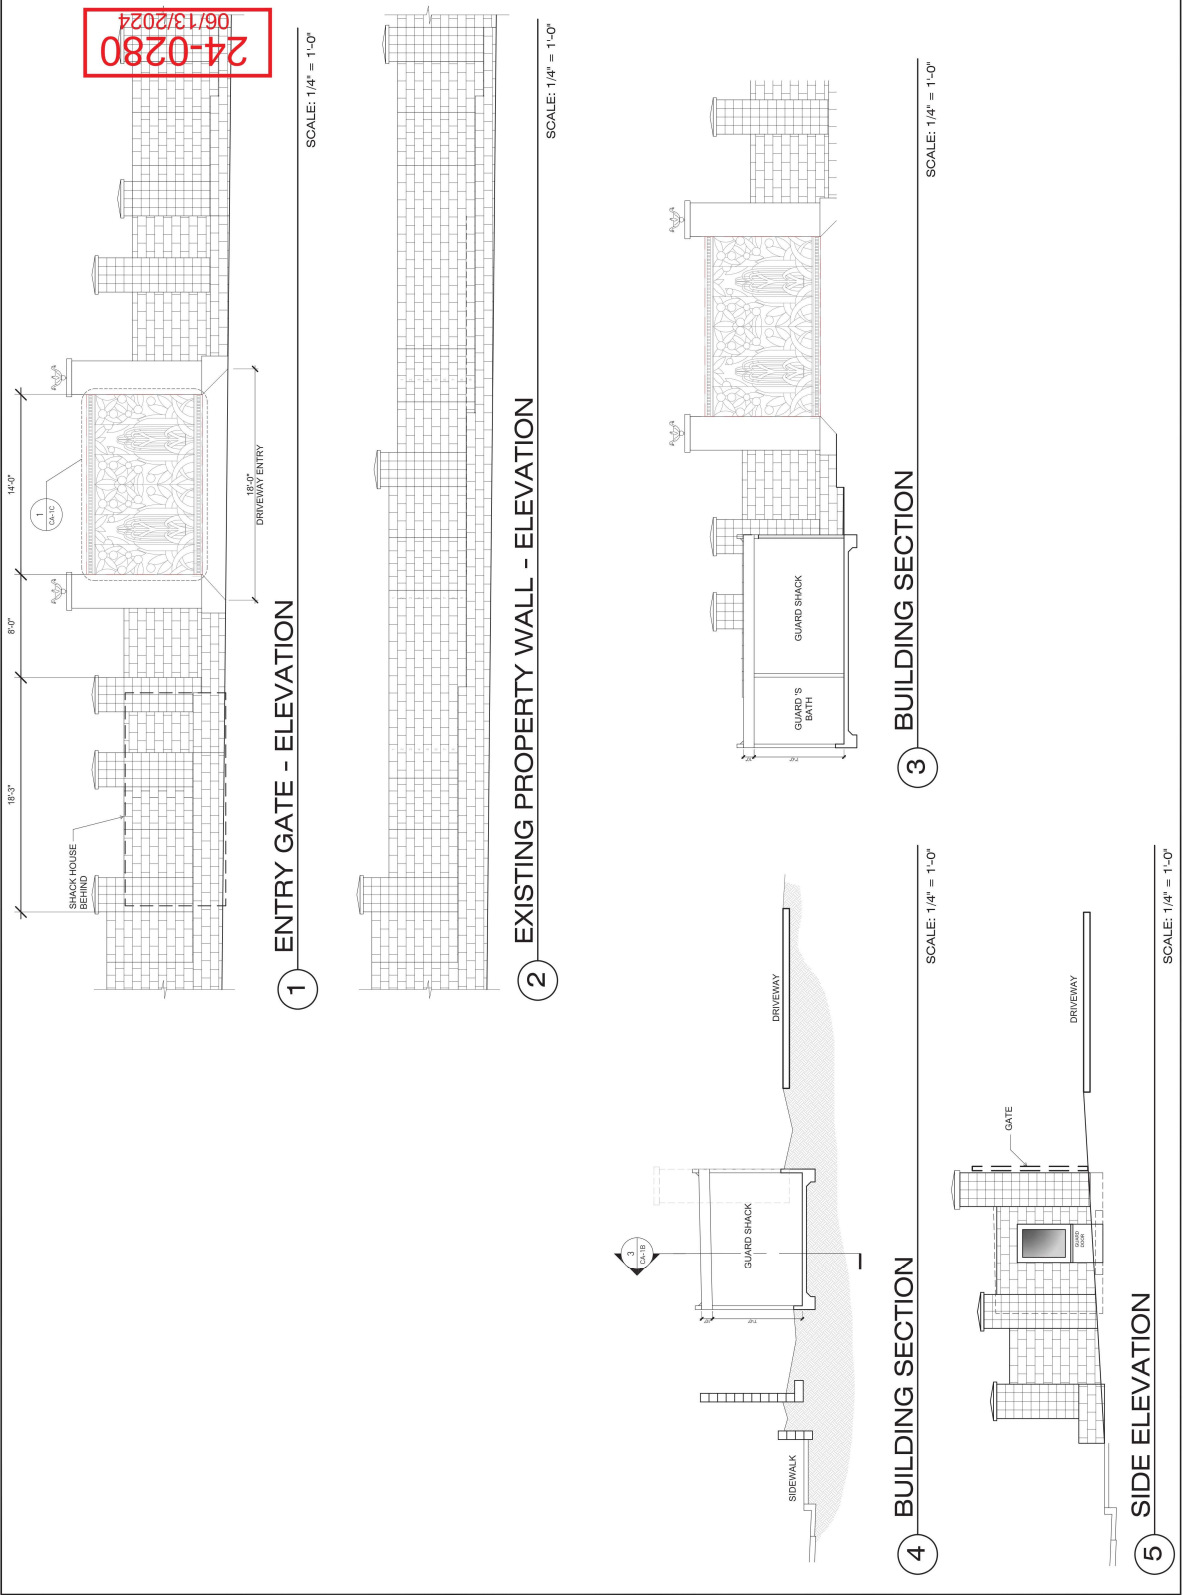 24-0280
06/13/2024
18'-3"
8'-0"
14'-0"
SHACK HOUSE
BEHIND
1
CA-1C
18'-0"
DRIVEWAY ENTRY
1
ENTRY GATE - ELEVATION
SCALE: 1/4" = 1'-0"
2
EXISTING PROPERTY WALL - ELEVATION
SCALE: 1/4" = 1'-0"
GUARD'S
BATH
GUARD SHACK
3
BUILDING SECTION
SCALE: 1/4" = 1'-0"
3
CA-1B
GUARD SHACK
SIDEWALK
DRIVEWAY
4
BUILDING SECTION
SCALE: 1/4" = 1'-0"
GUARD
DOOR
GATE
DRIVEWAY
5
SIDE ELEVATION
SCALE: 1/4" = 1'-0"